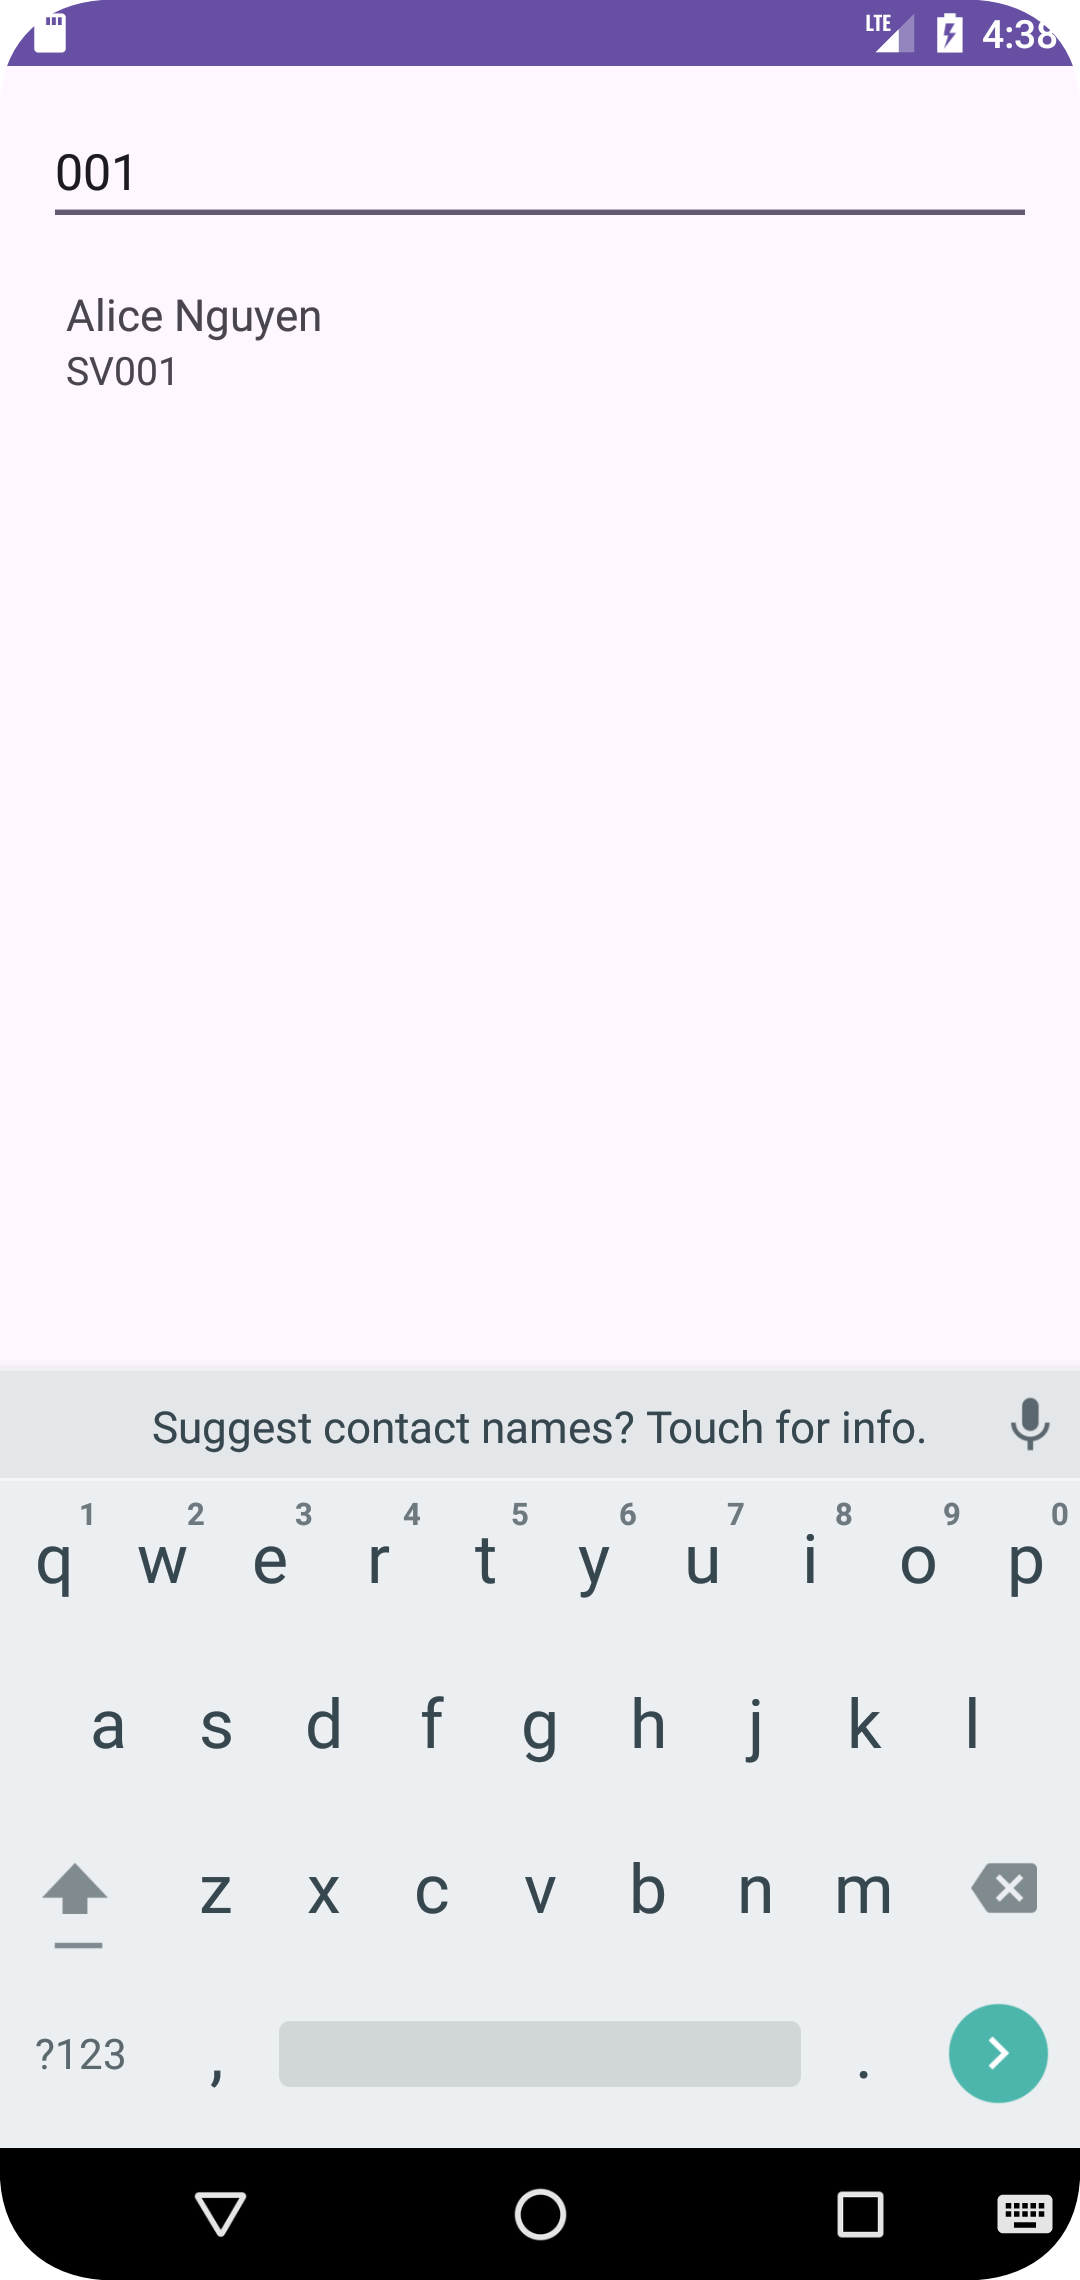 LTE 4:38
001
Alice Nguyen
SV001
Suggest contact names? Touch for info.
1 2 3 4 5 6 7 8 9 0
q w e r t y u i o p
a s d f g h j k l
z x c v b n m
?123 , .